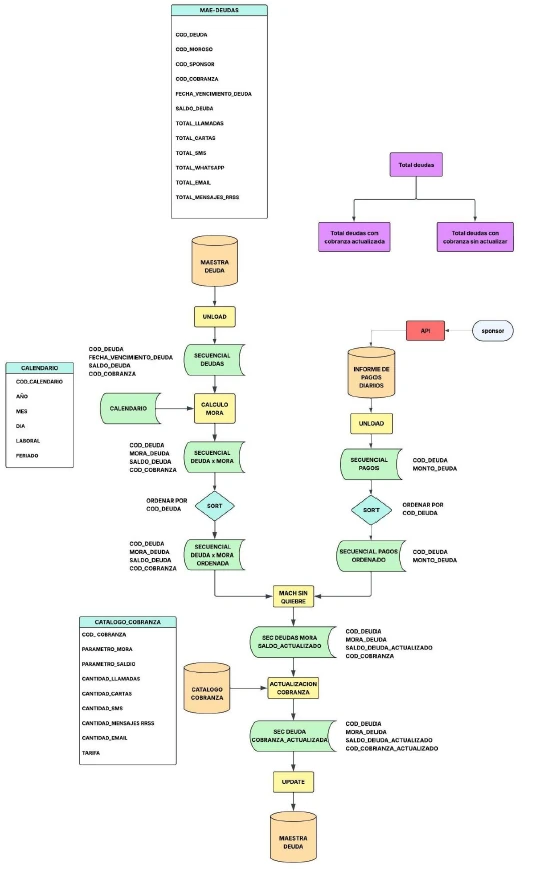 MAE-DEUDAS
COD_DEUDA
COD_MOROSO
COD_SPONSOR
COD_COBRANZA
FECHA_VENCIMIENTO_DEUDA
SALDO_DEUDA
TOTAL_LLAMADAS
TOTAL_CARTAS
TOTAL_SMS
TOTAL_WHATSAPP
TOTAL_EMAIL
TOTAL_MENSAJES_RRSS
Total deudas
Total deudas con
cobranza actualizada
Total deudas con
cobranza sin actualizar
MAESTRA
DEUDA
UNLOAD
COD_DEUDA
FECHA_VENCIMIENTO_DEUDA
SALDO_DEUDA
COD_COBRANZA
SECUENCIAL
DEUDAS
API
sponsor
INFORME DE
PAGOS
DIARIOS
CALENDARIO
COD_CALENDARIO
AÑO
MES
DIA
LABORAL
FERIADO
CALENDARIO
CALCULO
MORA
UNLOAD
COD_DEUDA
MORA_DEUDA
SALDO_DEUDA
COD_COBRANZA
SECUENCIAL
DEUDA x MORA
SECUENCIAL
PAGOS
COD_DEUDA
MONTO_DEUDA
ORDENAR POR
COD_DEUDA
SORT
SORT
ORDENAR POR
COD_DEUDA
COD_DEUDA
MORA_DEUDA
SALDO_DEUDA
COD_COBRANZA
SECUENCIAL
DEUDA x MORA
ORDENADA
SECUENCIAL PAGOS
ORDENADO
COD_DEUDA
MONTO_DEUDA
MACH SIN
QUIEBRE
CATALOGO_COBRANZA
COD_ COBRANZA
PARAMETRO_MORA
PARAMETRO_SALDIO
CANTIDAD_LLAMADAS
CANTIDAD_CARTAS
CANTIDAD_SMS
CANTIDAD_MENSAJES RRSS
CANTIDAD_EMAIL
TARIFA
SEC DEUDAS MORA
SALDO_ACTUALIZADO
COD_DEUDIA
MORA_DEUDA
SALDO_DEUDA_ACTUALIZADO
COD_COBRIANZA
CATALOGO
COBRANZA
ACTUALIZACION
COBRANZA
SEC DEUDA
COBRANZA_ACTUALIZADA
COD_DEUDIA
MORA_DEUDA
SALDO_DEUDA_ACTUALIZADO
COD_COBRANZA_ACTUALIZADO
UPDATE
MAESTRA
DEUDA